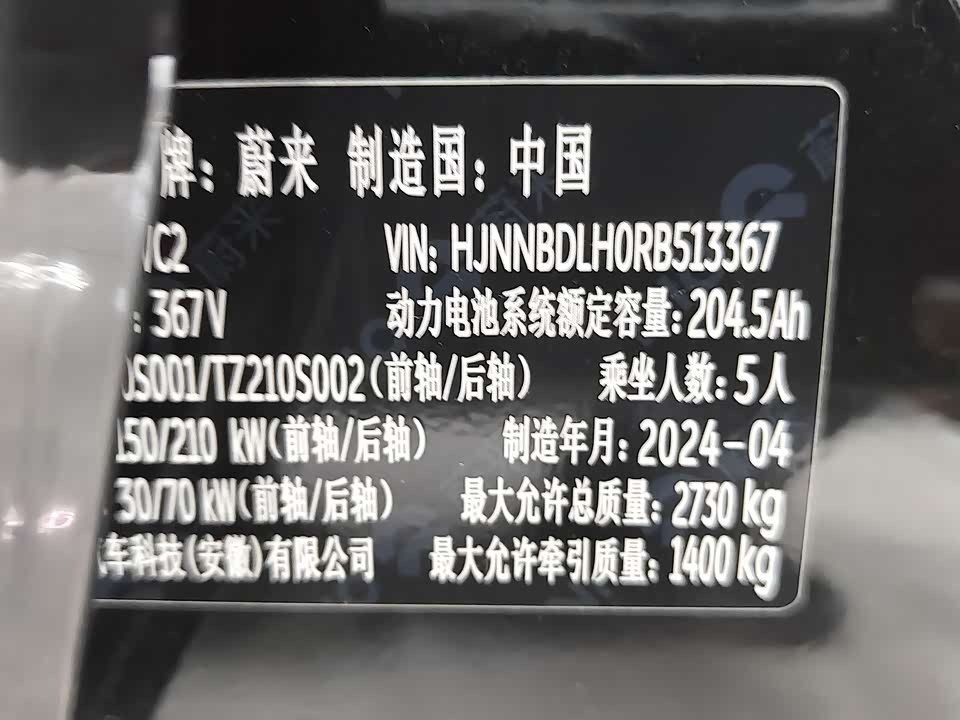 牌: 蔚来 制造国: 中国
VC2 VIN: HJNNBDLH0RB513367
: 367V 动力电池系统额定容量: 204.5Ah
0S001/TZ210S002(前轴/后轴) 乘坐人数: 5人
150/210 kW(前轴/后轴) 制造年月: 2024-04
30/70 kW(前轴/后轴) 最大允许总质量: 2730 kg
汽车科技(安徽)有限公司 最大允许牵引质量: 1400 kg